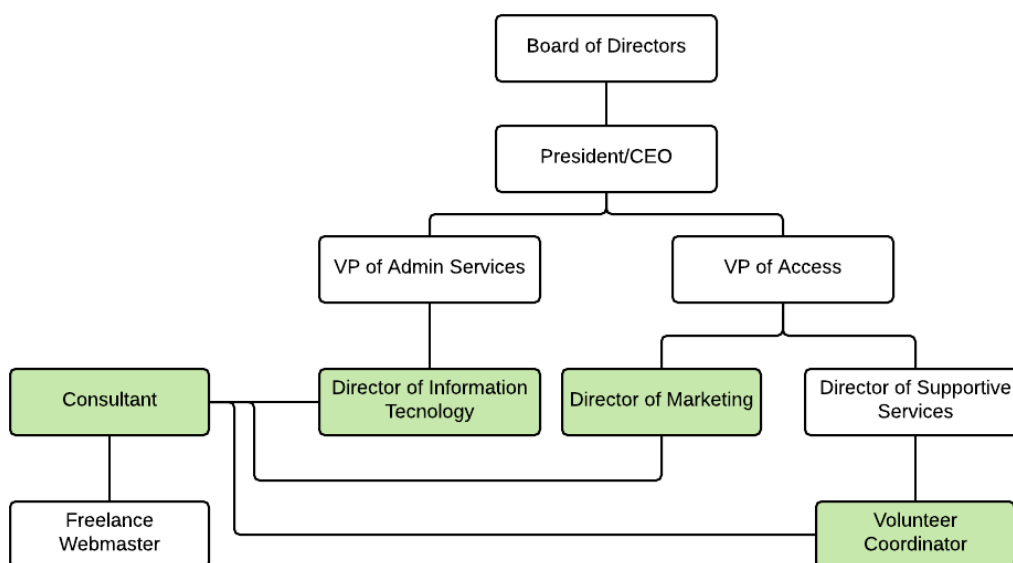 Board of Directors
President/CEO
VP of Admin Services
VP of Access
Consultant
Director of Information
Tecnology
Director of Marketing
Director of Supportive
Services
Freelance
Webmaster
Volunteer
Coordinator